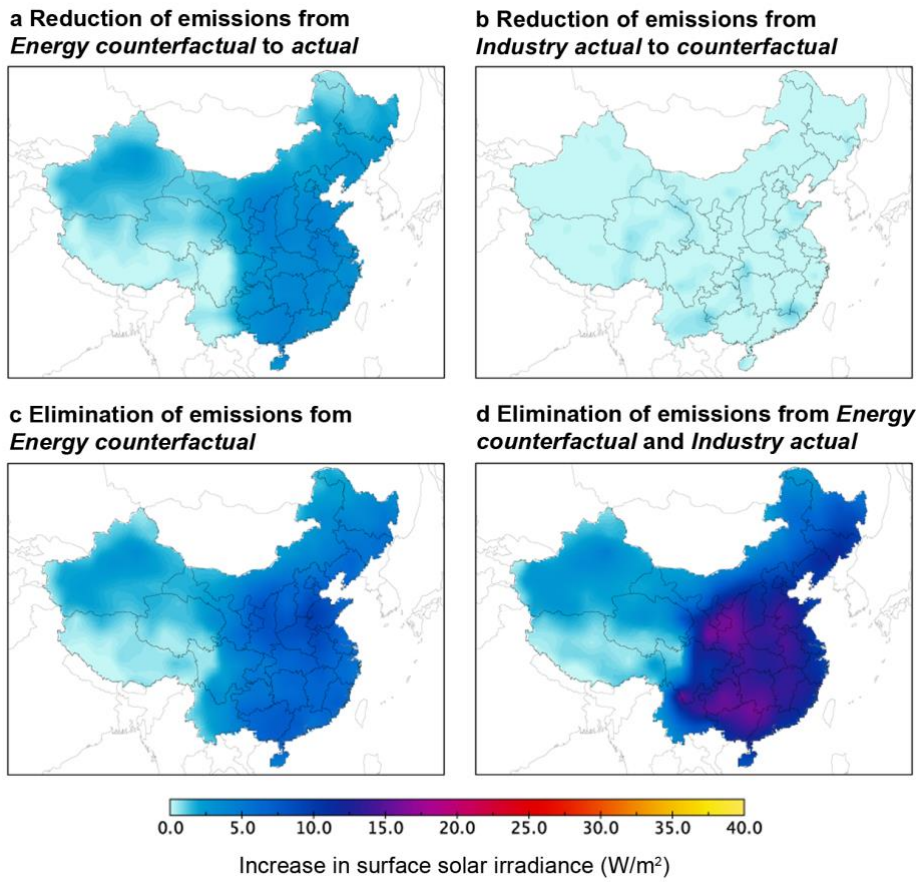 a Reduction of emissions from
Energy counterfactual to actual
b Reduction of emissions from
Industry actual to counterfactual
c Elimination of emissions fom
Energy counterfactual
d Elimination of emissions from Energy
counterfactual and Industry actual
0.0 5.0 10.0 15.0 20.0 25.0 30.0 35.0 40.0
Increase in surface solar irradiance (W/m²)